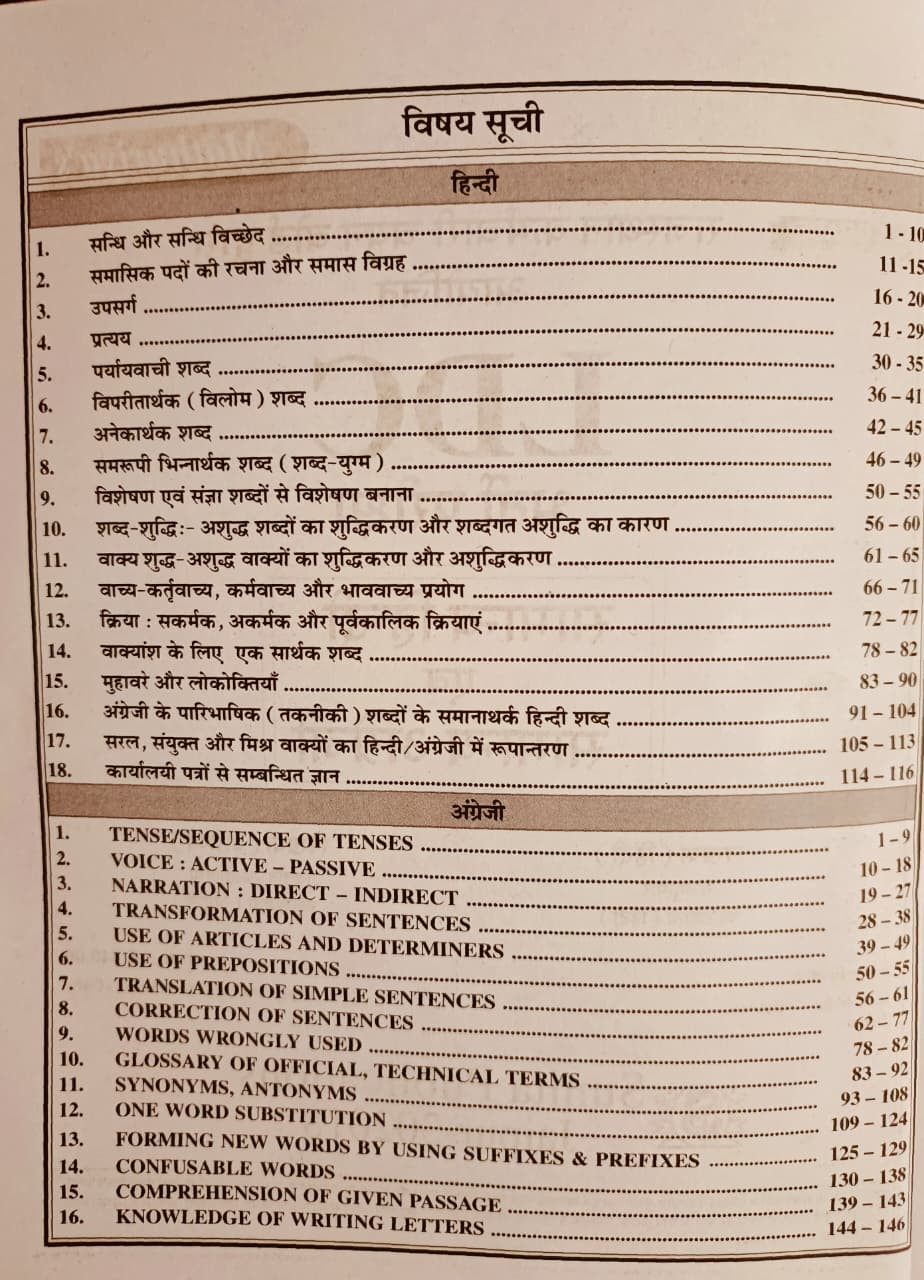 विषय सूची
हिन्दी
1. सन्धि और सन्धि विच्छेद 1 - 10
2. समासिक पदों की रचना और समास विग्रह 11 -15
3. उपसर्ग 16 - 20
4. प्रत्यय 21 - 29
5. पर्यायवाची शब्द 30 - 35
6. विपरीतार्थक ( विलोम ) शब्द 36 – 41
7. अनेकार्थक शब्द 42 – 45
8. समरूपी भिन्नार्थक शब्द ( शब्द-युग्म ) 46 – 49
9. विशेषण एवं संज्ञा शब्दों से विशेषण बनाना 50 – 55
10. शब्द-शुद्धि:- अशुद्ध शब्दों का शुद्धिकरण और शब्दगत अशुद्धि का कारण 56 – 60
11. वाक्य शुद्ध-अशुद्ध वाक्यों का शुद्धिकरण और अशुद्धिकरण 61 – 65
12. वाच्य-कर्तृवाच्य, कर्मवाच्य और भाववाच्य प्रयोग 66 – 71
13. क्रिया : सकर्मक, अकर्मक और पूर्वकालिक क्रियाएं 72 – 77
14. वाक्यांश के लिए एक सार्थक शब्द 78 – 82
15. मुहावरे और लोकोक्तियाँ 83 – 90
16. अंग्रेजी के पारिभाषिक ( तकनीकी ) शब्दों के समानाथर्क हिन्दी शब्द 91 – 104
17. सरल, संयुक्त और मिश्र वाक्यों का हिन्दी/अंग्रेजी में रूपान्तरण 105 – 113
18. कार्यालयी पत्रों से सम्बन्धित ज्ञान 114 – 116
अंग्रेजी
1. TENSE/SEQUENCE OF TENSES 1 – 9
2. VOICE : ACTIVE – PASSIVE 10 – 18
3. NARRATION : DIRECT – INDIRECT 19 – 27
4. TRANSFORMATION OF SENTENCES 28 – 38
5. USE OF ARTICLES AND DETERMINERS 39 – 49
6. USE OF PREPOSITIONS 50 – 55
7. TRANSLATION OF SIMPLE SENTENCES 56 – 61
8. CORRECTION OF SENTENCES 62 – 77
9. WORDS WRONGLY USED 78 – 82
10. GLOSSARY OF OFFICIAL, TECHNICAL TERMS 83 – 92
11. SYNONYMS, ANTONYMS 93 – 108
12. ONE WORD SUBSTITUTION 109 – 124
13. FORMING NEW WORDS BY USING SUFFIXES & PREFIXES 125 – 129
14. CONFUSABLE WORDS 130 – 138
15. COMPREHENSION OF GIVEN PASSAGE 139 – 143
16. KNOWLEDGE OF WRITING LETTERS 144 – 146